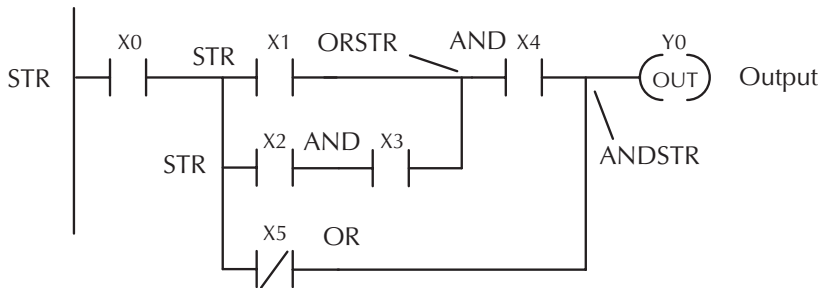 X0 STR X1 ORSTR AND X4 Y0
STR OUT Output
X2 AND X3
STR ANDSTR
X5 OR